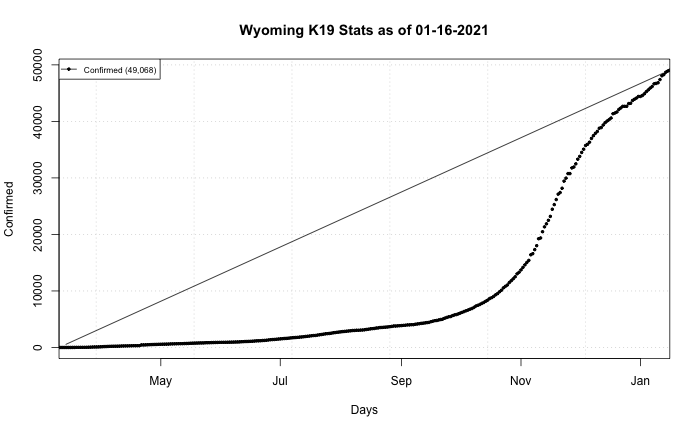 Wyoming K19 Stats as of 01-16-2021
Confirmed (49,068)
Confirmed
50000
40000
30000
20000
10000
0
May Jul Sep Nov Jan
Days